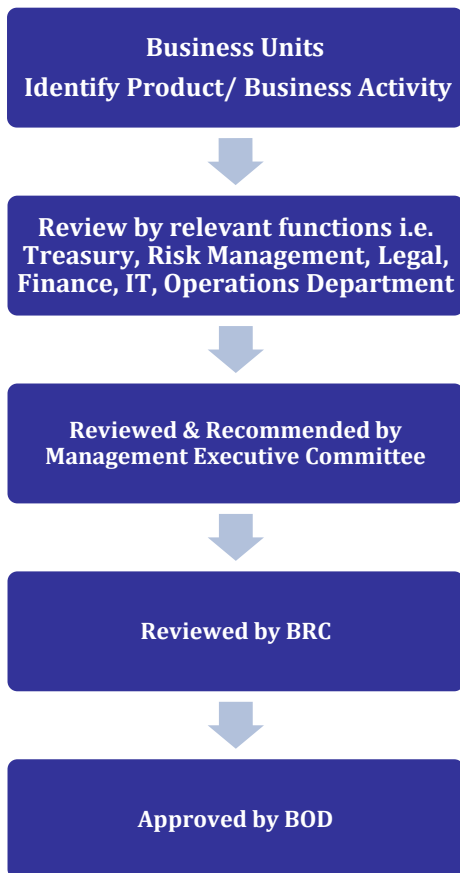 Business Units
Identify Product/ Business Activity
Review by relevant functions i.e.
Treasury, Risk Management, Legal,
Finance, IT, Operations Department
Reviewed & Recommended by
Management Executive Committee
Reviewed by BRC
Approved by BOD